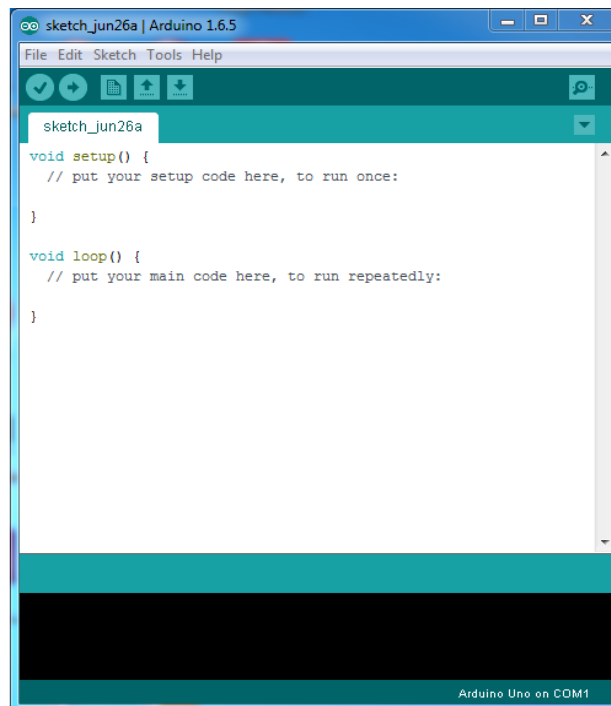 sketch_jun26a | Arduino 1.6.5
File Edit Sketch Tools Help
sketch_jun26a
void setup() {
  // put your setup code here, to run once:
}
void loop() {
  // put your main code here, to run repeatedly:
}
Arduino Uno on COM1